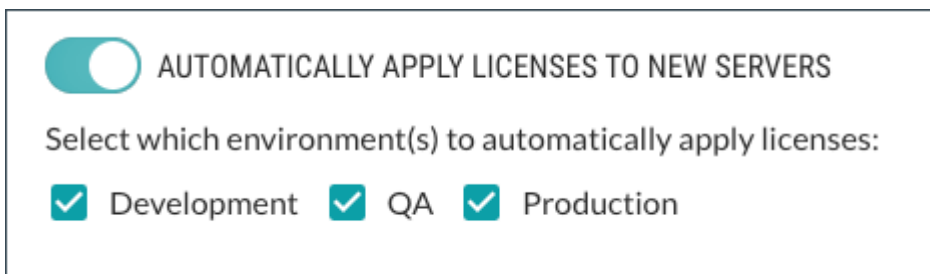 AUTOMATICALLY APPLY LICENSES TO NEW SERVERS
Select which environment(s) to automatically apply licenses:
Development QA Production